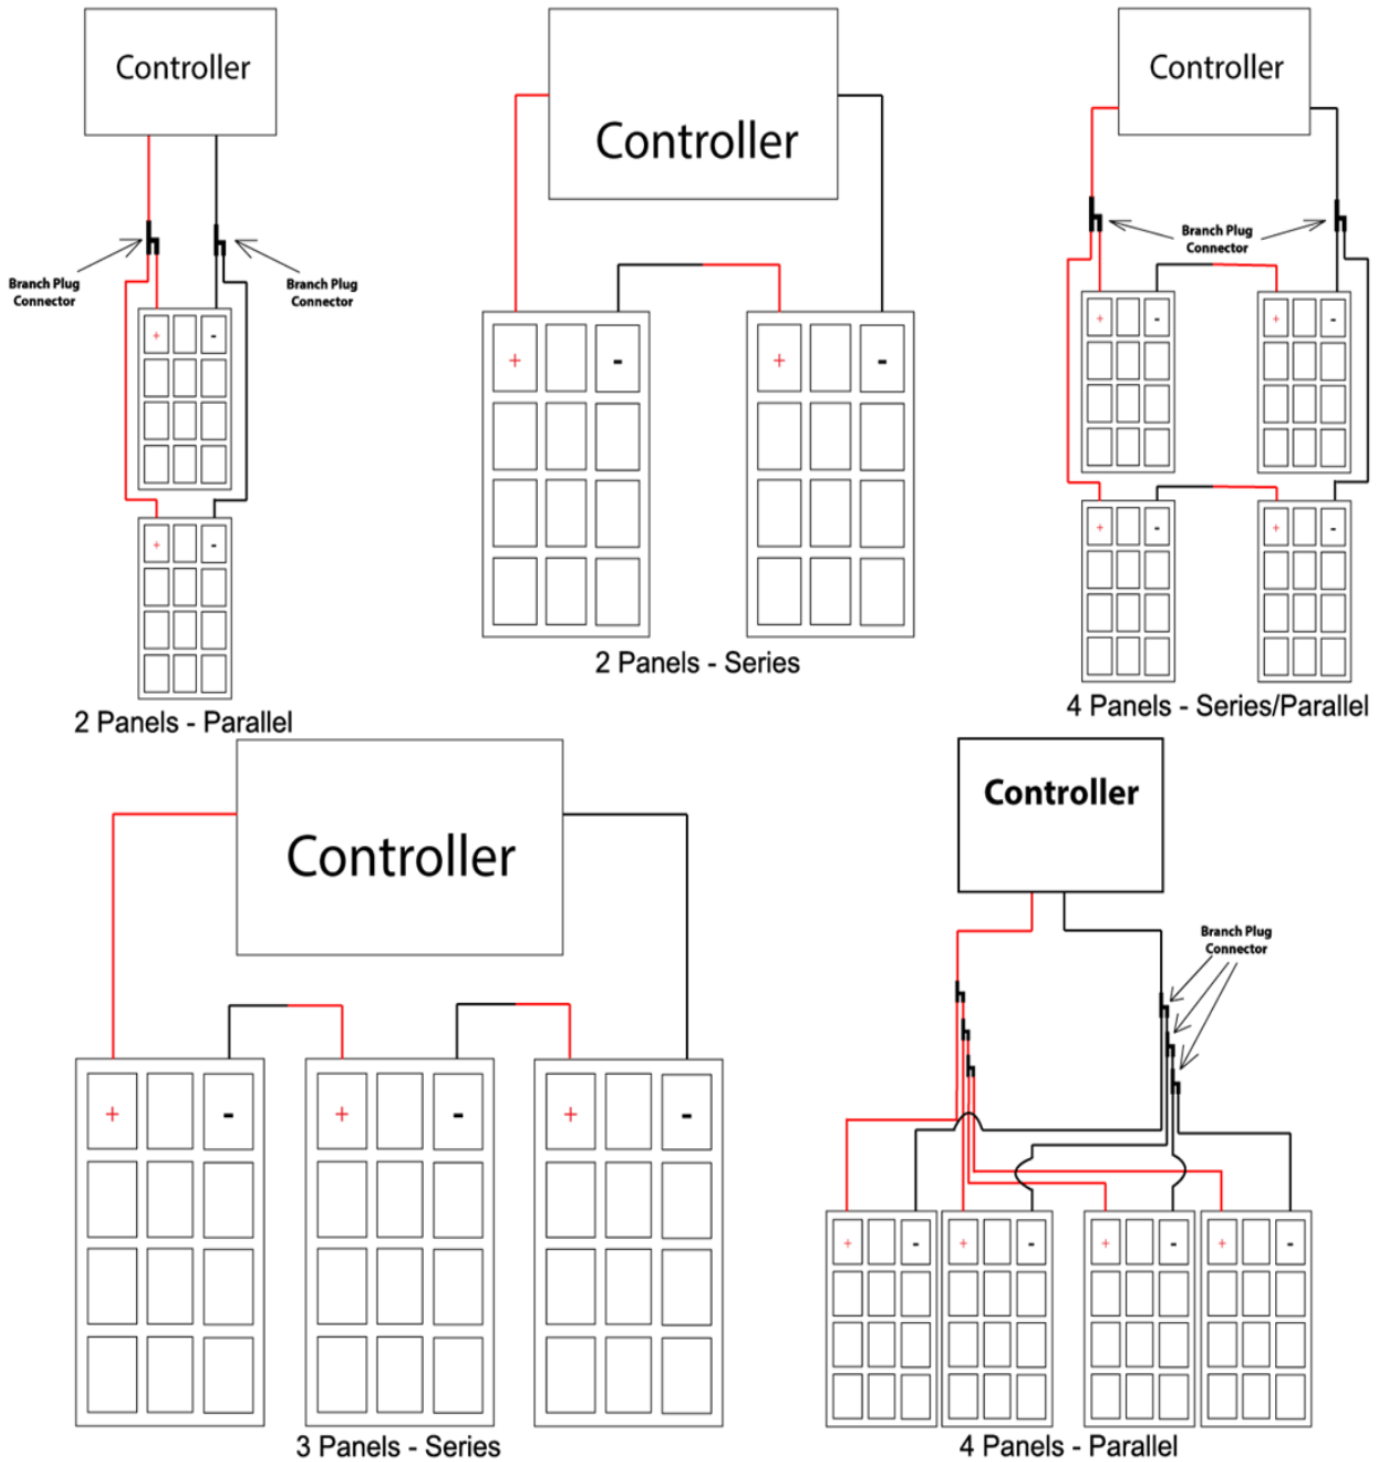 Controller
Branch Plug
Connector
Branch Plug
Connector
+
-
+
-
2 Panels - Parallel
Controller
+
-
+
-
2 Panels - Series
Controller
Branch Plug
Connector
+
-
+
-
+
-
+
-
4 Panels - Series/Parallel
Controller
+
-
+
-
+
-
3 Panels - Series
Controller
Branch Plug
Connector
+
-
+
-
+
-
+
-
4 Panels - Parallel